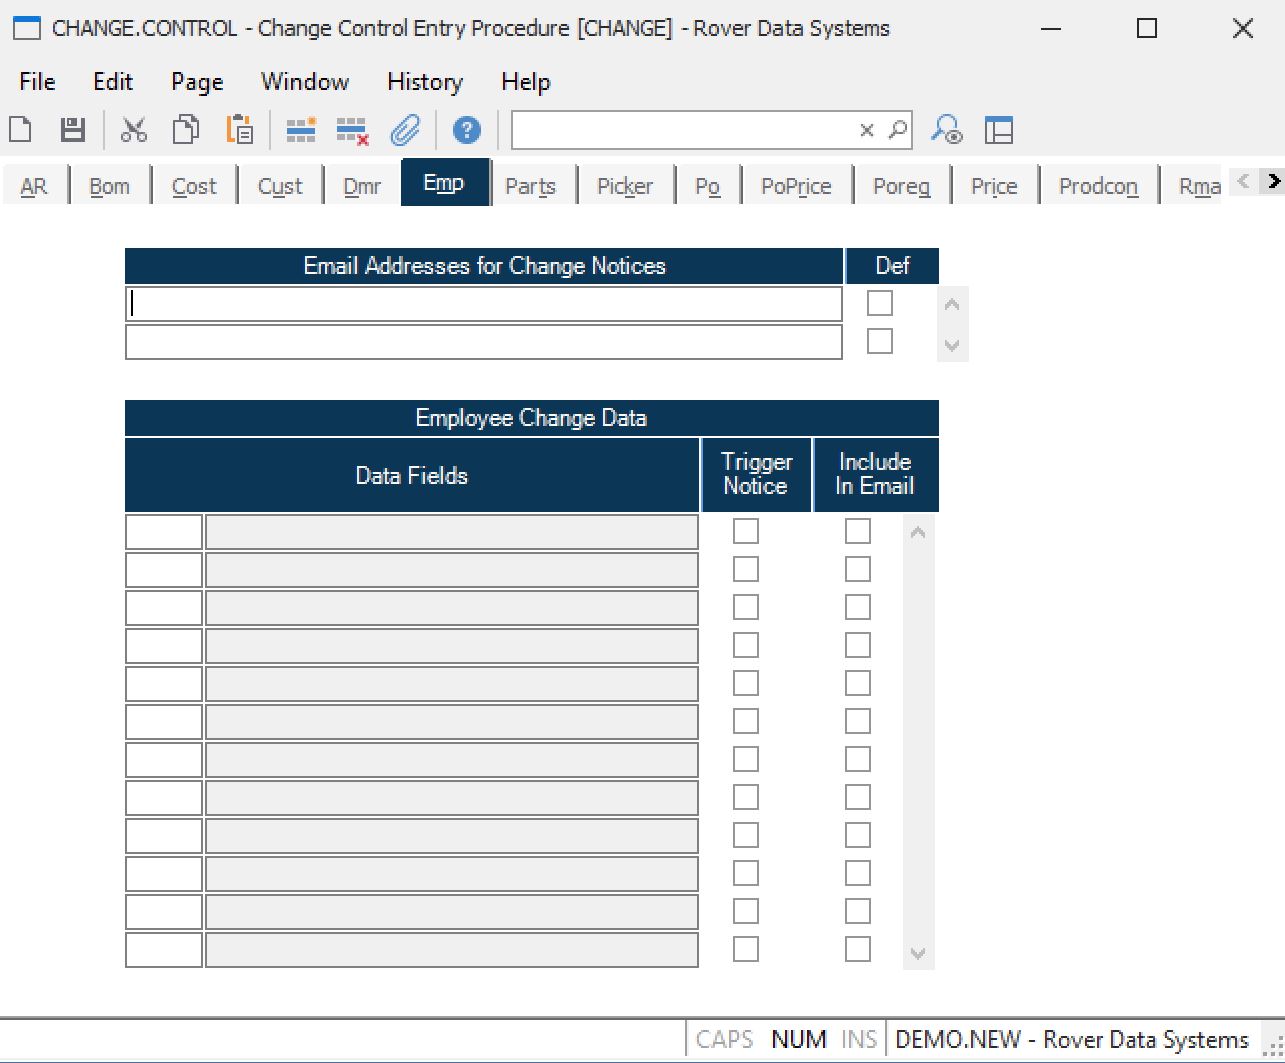 CHANGE.CONTROL - Change Control Entry Procedure [CHANGE] - Rover Data Systems
File Edit Page Window History Help
AR Bom Cost Cust Dmr Emp Parts Picker Po PoPrice Poreg Price Prodcon Rma
Email Addresses for Change Notices Def
Employee Change Data
Data Fields Trigger Notice Include In Email
CAPS NUM INS DEMO.NEW - Rover Data Systems